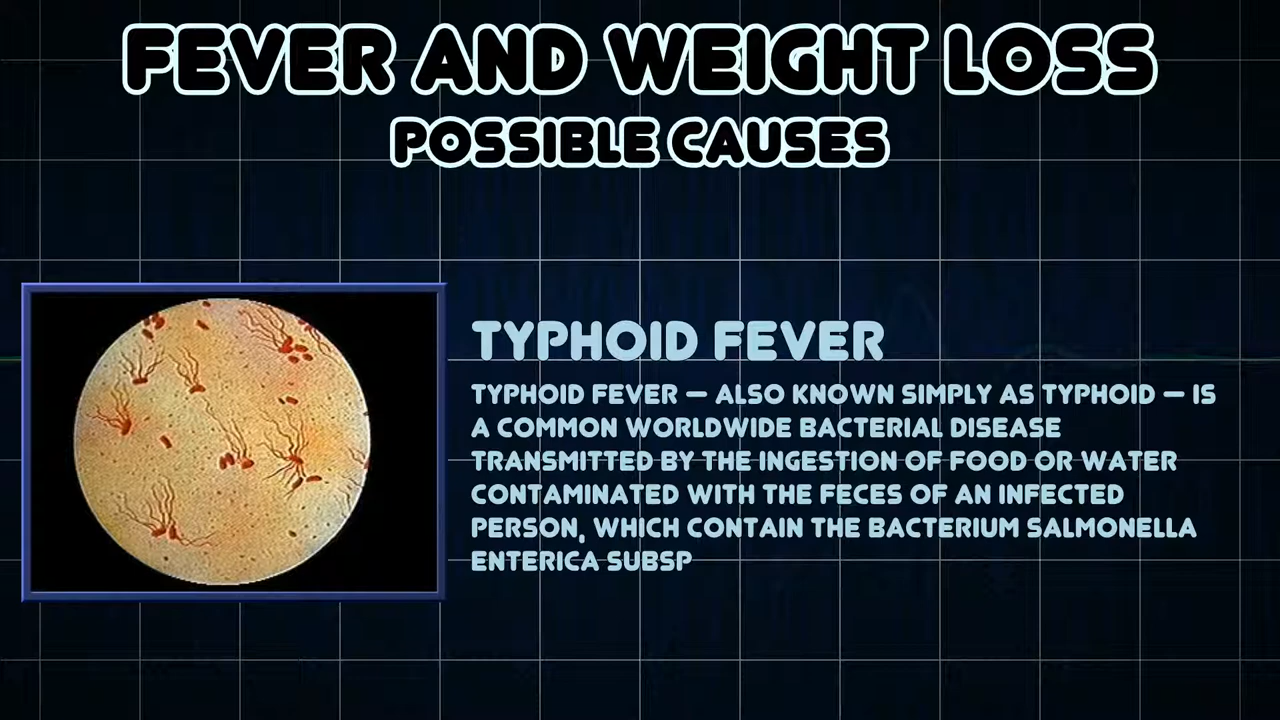 FEVER AND WEIGHT LOSS
POSSIBLE CAUSES
TYPHOID FEVER
TYPHOID FEVER — ALSO KNOWN SIMPLY AS TYPHOID — IS
A COMMON WORLDWIDE BACTERIAL DISEASE
TRANSMITTED BY THE INGESTION OF FOOD OR WATER
CONTAMINATED WITH THE FECES OF AN INFECTED
PERSON, WHICH CONTAIN THE BACTERIUM SALMONELLA
ENTERICA SUBSP